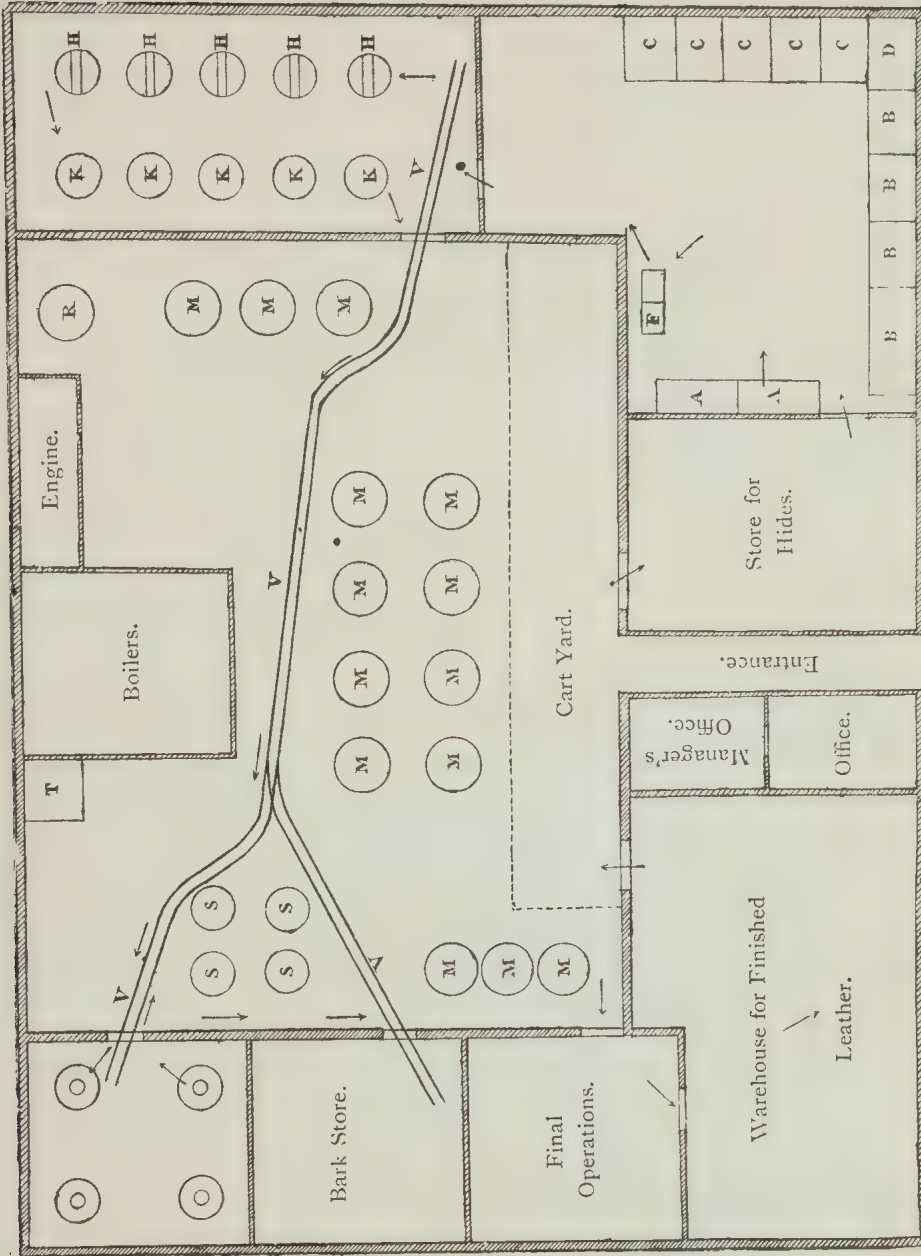 H
H
H
H
H
K
K
K
K
K
V
C
C
C
C
C
D
B
B
B
B
F
A
A
R
M
M
M
Engine.
Boilers.
T
V
M
M
M
M
M
M
M
M
Cart Yard.
Store for
Hides.
Entrance.
Manager's
Office.
Office.
S
S
S
S
V
V
M
M
M
Bark Store.
Final
Operations.
Warehouse for Finished
Leather.